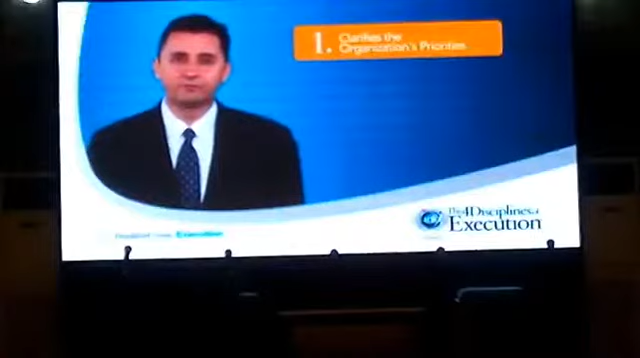 1. Clarifies the
Organization's Priorities
The 4 Disciplines of
Execution